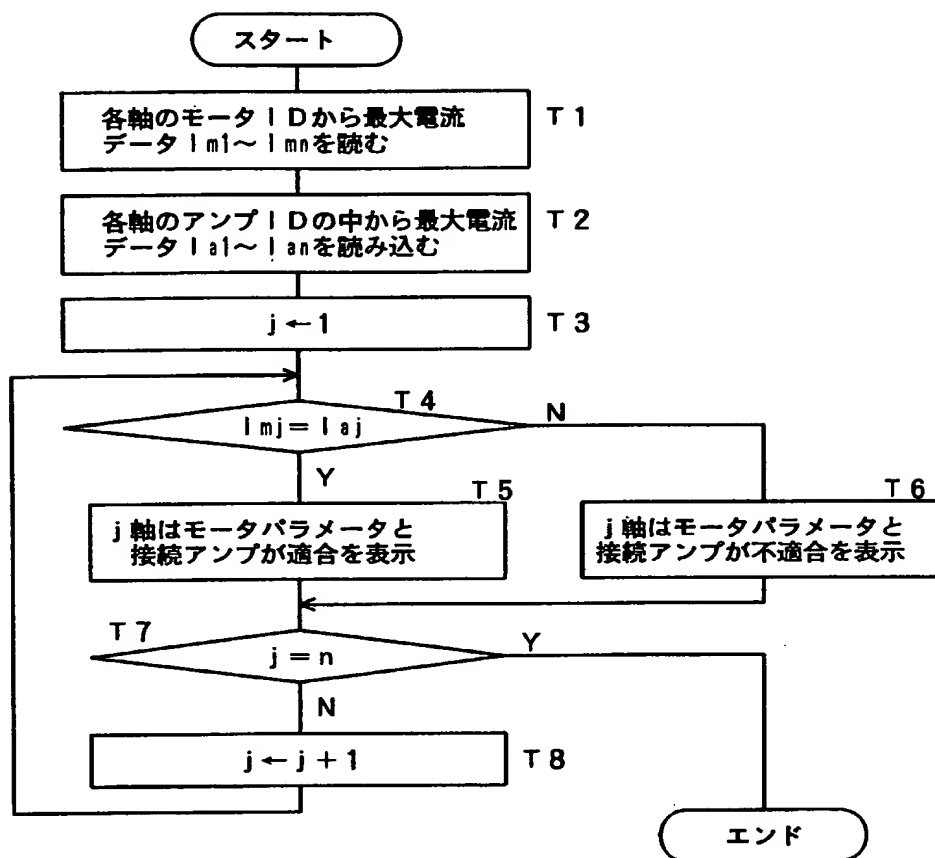 スタート
各軸のモータIDから最大電流
データIm1～Imnを読む
T1
各軸のアンプIDの中から最大電流
データIa1～Ianを読み込む
T2
j←1
T3
T4
Imj=Iaj
N
Y
T5
j軸はモータパラメータと
接続アンプが適合を表示
T6
j軸はモータパラメータと
接続アンプが不適合を表示
T7
j=n
Y
N
j←j+1
T8
エンド